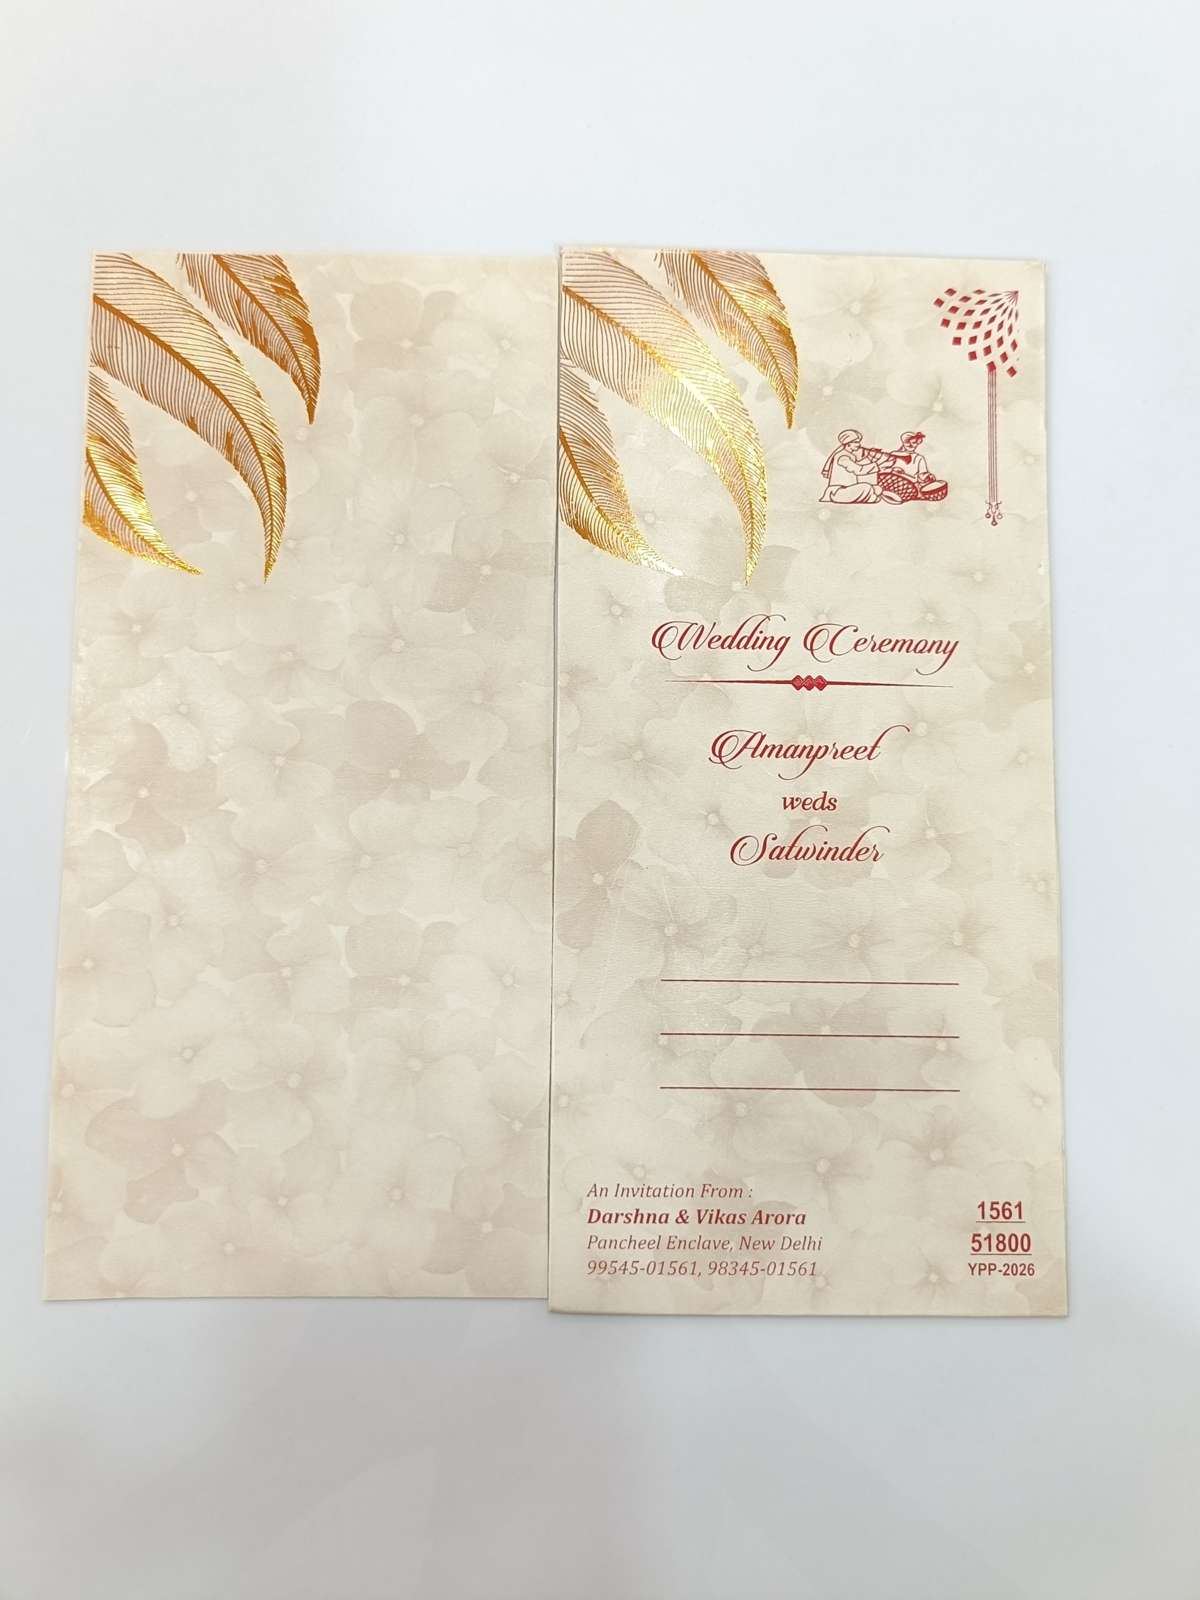 Wedding Ceremony
Amanpreet
weds
Satwinder
An Invitation From :
Darshna & Vikas Arora
Pancheel Enclave, New Delhi
99545-01561, 98345-01561
1561
51800
YPP-2026